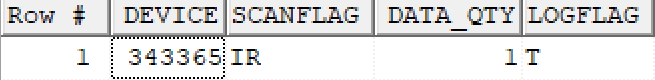 Row # DEVICE SCANFLAG DATA_QTY LOGFLAG
1 343365 IR 1 T